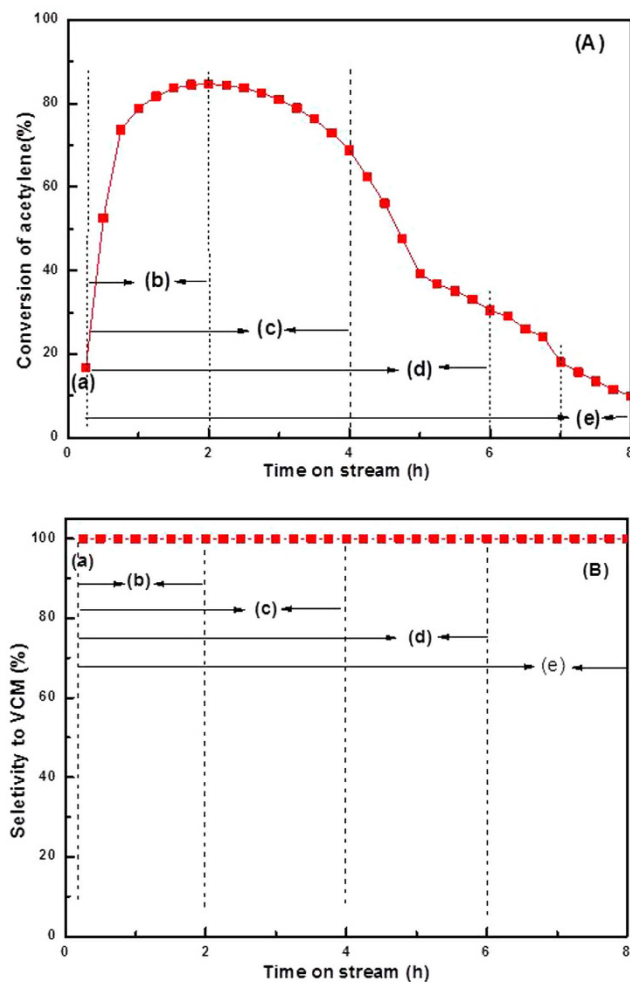 100
(A)
80
60
40
20
0
Conversion of acetylene(%)
(a)
(b)
(c)
(d)
(e)
0 2 4 6 8
Time on stream (h)
100
(a)
(B)
80
60
40
20
0
Seletivity to VCM (%)
(b)
(c)
(d)
(e)
0 2 4 6 8
Time on stream (h)